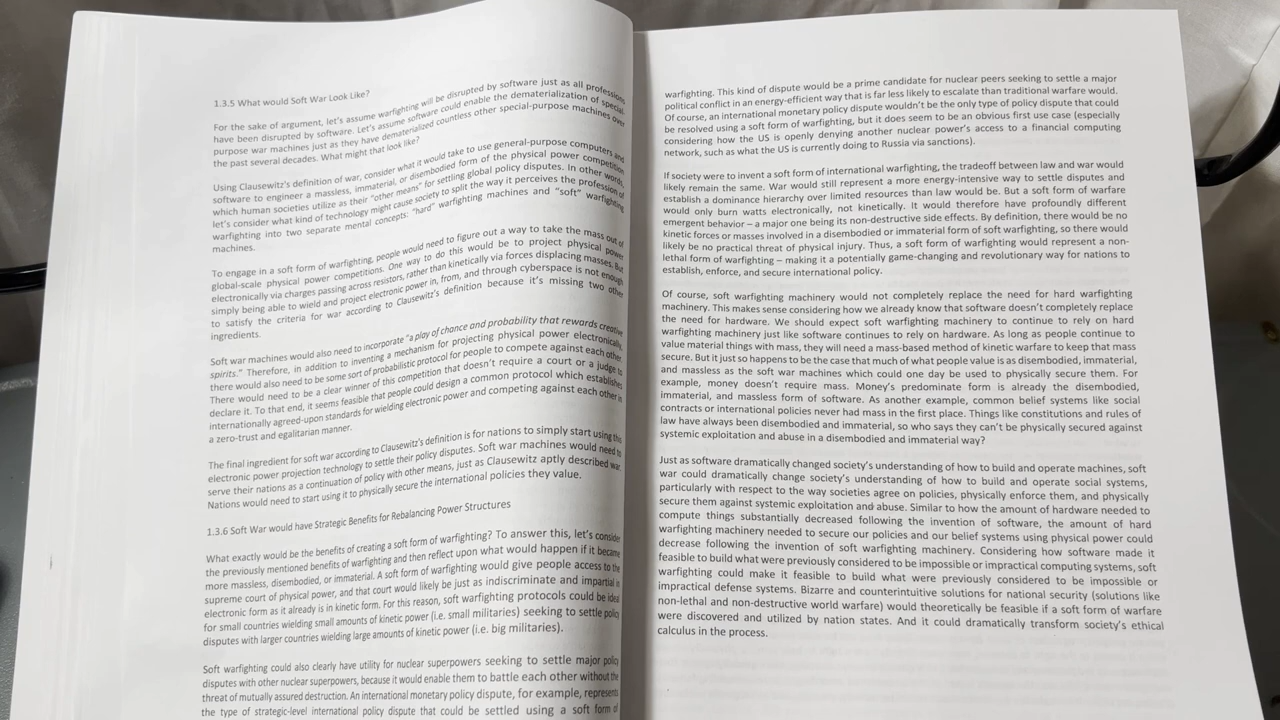 1.3.5 What would Soft War Look Like?
For the sake of argument, let's assume warfighting will be disrupted by software just as all professions
have been disrupted by software. Let's assume software could enable the dematerialization of special-
purpose war machines just as they have dematerialized countless other special-purpose machines over
the past several decades. What might that look like?
Using Clausewitz's definition of war, consider what it would take to use general-purpose computers and
software to engineer a massless, immaterial, or disembodied form of the physical power competition
which human societies utilize as their "other means" for settling global policy disputes. In other words,
let's consider what kind of technology might cause society to split the way it perceives the profession of
warfighting into two separate mental concepts: "hard" warfighting machines and "soft" warfighting
machines.
To engage in a soft form of warfighting, people would need to figure out a way to take the mass out of
global-scale physical power competitions. One way to do this would be to project physical power
electronically via charges passing across resistors, rather than kinetically via forces displacing masses. But
simply being able to wield and project electronic power in, from, and through cyberspace is not enough
to satisfy the criteria for war according to Clausewitz's definition because it's missing two other
ingredients.
Soft war machines would also need to incorporate "a play of chance and probability that rewards creative
spirits." Therefore, in addition to inventing a mechanism for projecting physical power electronically,
there would also need to be some sort of probabilistic protocol for people to compete against each other.
There would need to be a clear winner of this competition that doesn't require a court or a judge to
declare it. To that end, it seems feasible that people could design a common protocol which establishes
internationally agreed-upon standards for wielding electronic power and competing against each other in
a zero-trust and egalitarian manner.
The final ingredient for soft war according to Clausewitz's definition is for nations to simply start using this
electronic power projection technology to settle their policy disputes. Soft war machines would need to
serve their nations as a continuation of policy with other means, just as Clausewitz aptly described war.
Nations would need to start using it to physically secure the international policies they value.
1.3.6 Soft War would have Strategic Benefits for Rebalancing Power Structures
What exactly would be the benefits of creating a soft form of warfighting? To answer this, let's consider
the previously mentioned benefits of warfighting and then reflect upon what would happen if it became
more massless, disembodied, or immaterial. A soft form of warfighting would give people access to the
supreme court of physical power, and that court would likely be just as indiscriminate and impartial in
electronic form as it already is in kinetic form. For this reason, soft warfighting protocols could be ideal
for small countries wielding small amounts of kinetic power (i.e. small militaries) seeking to settle policy
disputes with larger countries wielding large amounts of kinetic power (i.e. big militaries).
Soft warfighting could also clearly have utility for nuclear superpowers seeking to settle major policy
disputes with other nuclear superpowers, because it would enable them to battle each other without the
threat of mutually assured destruction. An international monetary policy dispute, for example, represents
the type of strategic-level international policy dispute that could be settled using a soft form of
warfighting. This kind of dispute would be a prime candidate for nuclear peers seeking to settle a major
political conflict in an energy-efficient way that is far less likely to escalate than traditional warfare would.
Of course, an international monetary policy dispute wouldn't be the only type of policy dispute that could
be resolved using a soft form of warfighting, but it does seem to be an obvious first use case (especially
considering how the US is openly denying another nuclear power's access to a financial computing
network, such as what the US is currently doing to Russia via sanctions).
If society were to invent a soft form of international warfighting, the tradeoff between law and war would
likely remain the same. War would still represent a more energy-intensive way to settle disputes and
establish a dominance hierarchy over limited resources than law would be. But a soft form of warfare
would only burn watts electronically, not kinetically. It would therefore have profoundly different
emergent behavior – a major one being its non-destructive side effects. By definition, there would be no
kinetic forces or masses involved in a disembodied or immaterial form of soft warfighting, so there would
likely be no practical threat of physical injury. Thus, a soft form of warfighting would represent a non-
lethal form of warfighting – making it a potentially game-changing and revolutionary way for nations to
establish, enforce, and secure international policy.
Of course, soft warfighting machinery would not completely replace the need for hard warfighting
machinery. This makes sense considering how we already know that software doesn't completely replace
the need for hardware. We should expect soft warfighting machinery to continue to rely on hard
warfighting machinery just like software continues to rely on hardware. As long as people continue to
value material things with mass, they will need a mass-based method of kinetic warfare to keep that mass
secure. But it just so happens to be the case that much of what people value is as disembodied, immaterial,
and massless as the soft war machines which could one day be used to physically secure them. For
example, money doesn't require mass. Money's predominate form is already the disembodied,
immaterial, and massless form of software. As another example, common belief systems like social
contracts or international policies never had mass in the first place. Things like constitutions and rules of
law have always been disembodied and immaterial, so who says they can't be physically secured against
systemic exploitation and abuse in a disembodied and immaterial way?
Just as software dramatically changed society's understanding of how to build and operate machines, soft
war could dramatically change society's understanding of how to build and operate social systems,
particularly with respect to the way societies agree on policies, physically enforce them, and physically
secure them against systemic exploitation and abuse. Similar to how the amount of hardware needed to
compute things substantially decreased following the invention of software, the amount of hard
warfighting machinery needed to secure our policies and our belief systems using physical power could
decrease following the invention of soft warfighting machinery. Considering how software made it
feasible to build what were previously considered to be impossible or impractical computing systems, soft
warfighting could make it feasible to build what were previously considered to be impossible or
impractical defense systems. Bizarre and counterintuitive solutions for national security (solutions like
non-lethal and non-destructive world warfare) would theoretically be feasible if a soft form of warfare
were discovered and utilized by nation states. And it could dramatically transform society's ethical
calculus in the process.